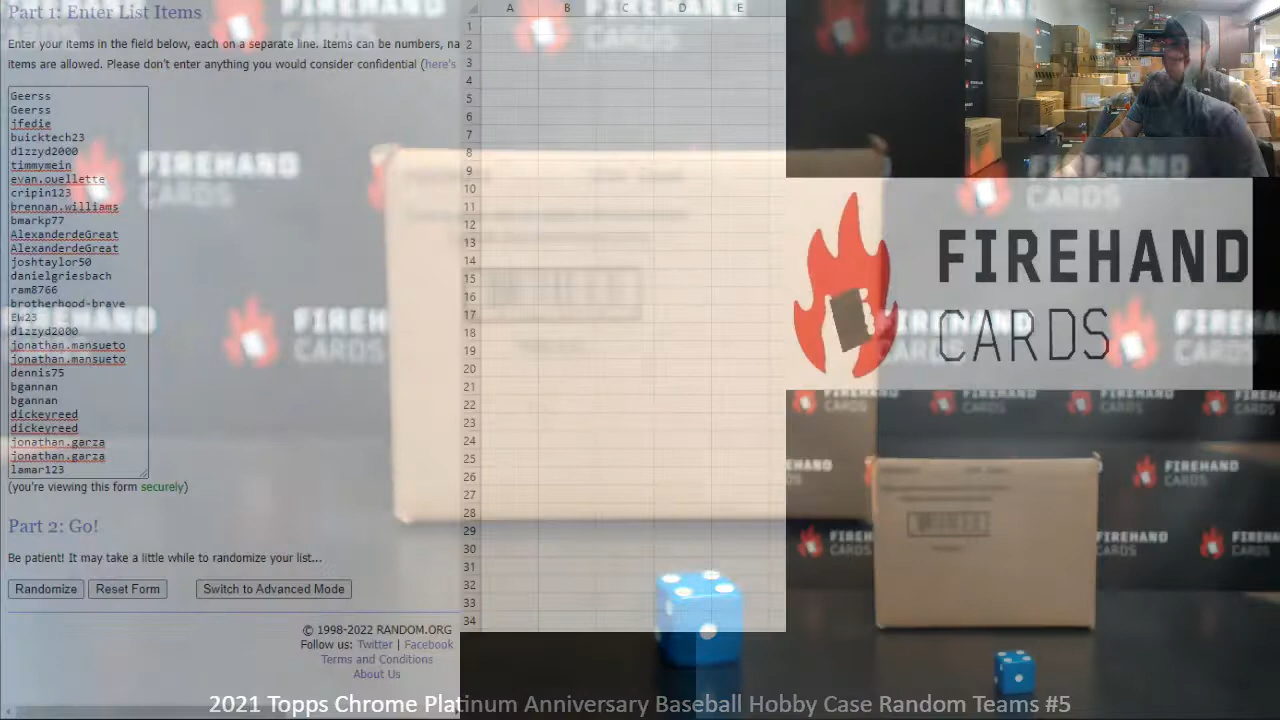 Part 1: Enter List Items
Enter your items in the field below, each on a separate line. Items can be numbers, na
items are allowed. Please don't enter anything you would consider confidential (here's
Geerss
Geerss
jfedie
buicktech23
d1zzyd2000
timmymein
evan.ouellette
cripin123
brennan.williams
bmarkp77
AlexanderdeGreat
AlexanderdeGreat
joshtaylor50
danielgriesbach
ram8766
brotherhood-brave
EW23
d1zzyd2000
jonathan.mansueto
jonathan.mansueto
dennis75
bgannan
bgannan
dickeyreed
dickeyreed
jonathan.garza
jonathan.garza
lamar123
(you're viewing this form securely)
Part 2: Go!
Be patient! It may take a little while to randomize your list...
Randomize Reset Form Switch to Advanced Mode
© 1998-2022 RANDOM.ORG
Follow us: Twitter | Facebook
Terms and Conditions
About Us
A B C D E
1
2
3
4
5
6
7
8
9
10
11
12
13
14
15
16
17
18
19
20
21
22
23
24
25
26
27
28
29
30
31
32
33
34
FIREHAND
CARDS
FIREHAND
CARDS
FIREHAND
CARDS
FIREHAND
CARDS
FIREHAND
CARDS
2021 Topps Chrome Platinum Anniversary Baseball Hobby Case Random Teams #5